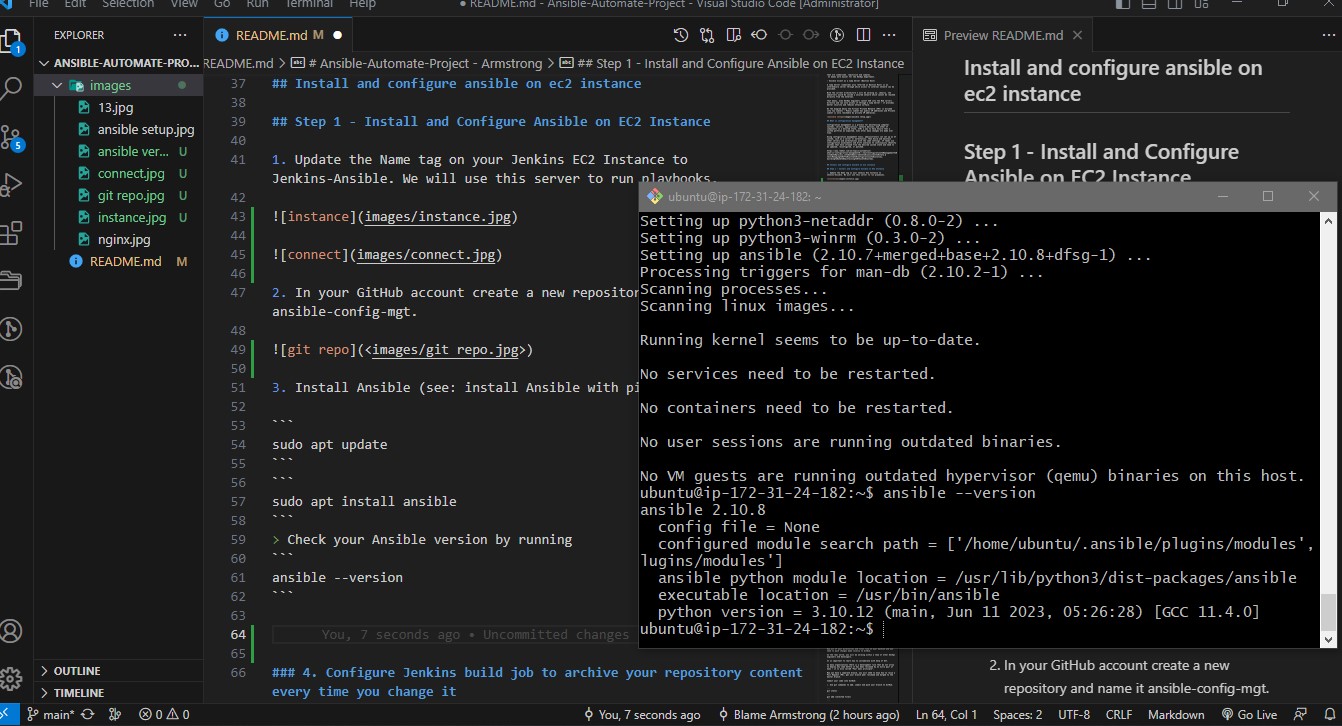 File Edit Selection View Go Run Terminal Help
● README.md - Ansible-Automate-Project - Visual Studio Code [Administrator]
EXPLORER
ANSIBLE-AUTOMATE-PRO...
images
13.jpg
ansible setup.jpg
ansible ver... U
connect.jpg U
git repo.jpg U
instance.jpg U
nginx.jpg
README.md M
OUTLINE
TIMELINE
1
5
README.md M ●
README.md > # Ansible-Automate-Project - Armstrong > ## Step 1 - Install and Configure Ansible on EC2 Instance
37 ## Install and configure ansible on ec2 instance
38
39 ## Step 1 - Install and Configure Ansible on EC2 Instance
40
41 1. Update the Name tag on your Jenkins EC2 Instance to
Jenkins-Ansible. We will use this server to run playbooks.
42
43 ![instance](images/instance.jpg)
44
45 ![connect](images/connect.jpg)
46
47 2. In your GitHub account create a new repositor
ansible-config-mgt.
48
49 ![git repo](<images/git repo.jpg>)
50
51 3. Install Ansible (see: install Ansible with pi
52
53 ```
54 sudo apt update
55 ```
56 ```
57 sudo apt install ansible
58 ```
59 > Check your Ansible version by running
60 ```
61 ansible --version
62 ```
63
64 You, 7 seconds ago • Uncommitted changes
65
66 ### 4. Configure Jenkins build job to archive your repository content
every time you change it
Preview README.md
Install and configure ansible on
ec2 instance
Step 1 - Install and Configure
Ansible on EC2 Instance
ubuntu@ip-172-31-24-182: ~
Setting up python3-netaddr (0.8.0-2) ...
Setting up python3-winrm (0.3.0-2) ...
Setting up ansible (2.10.7+merged+base+2.10.8+dfsg-1) ...
Processing triggers for man-db (2.10.2-1) ...
Scanning processes...
Scanning linux images...
Running kernel seems to be up-to-date.
No services need to be restarted.
No containers need to be restarted.
No user sessions are running outdated binaries.
No VM guests are running outdated hypervisor (qemu) binaries on this host.
ubuntu@ip-172-31-24-182:~$ ansible --version
ansible 2.10.8
config file = None
configured module search path = ['/home/ubuntu/.ansible/plugins/modules',
lugins/modules']
ansible python module location = /usr/lib/python3/dist-packages/ansible
executable location = /usr/bin/ansible
python version = 3.10.12 (main, Jun 11 2023, 05:26:28) [GCC 11.4.0]
ubuntu@ip-172-31-24-182:~$
2. In your GitHub account create a new
repository and name it ansible-config-mgt.
main* 0 0 You, 7 seconds ago Blame Armstrong (2 hours ago) Ln 64, Col 1 Spaces: 2 UTF-8 CRLF Markdown Go Live